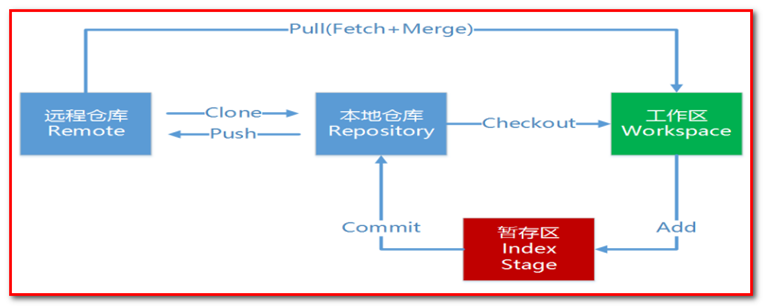 Pull(Fetch+Merge)
远程仓库
Remote
Clone
Push
本地仓库
Repository
Checkout
工作区
Workspace
Commit
暂存区
Index
Stage
Add